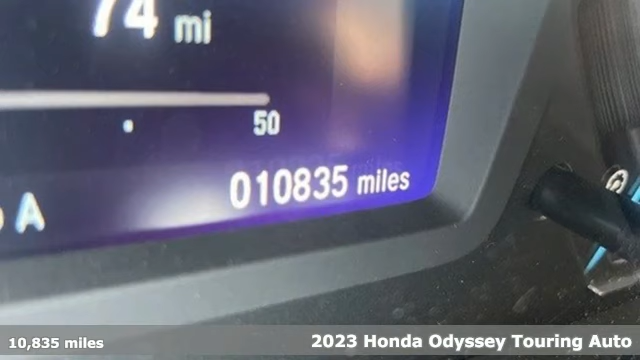 74 mi
50
010835 miles
A
10,835 miles
2023 Honda Odyssey Touring Auto